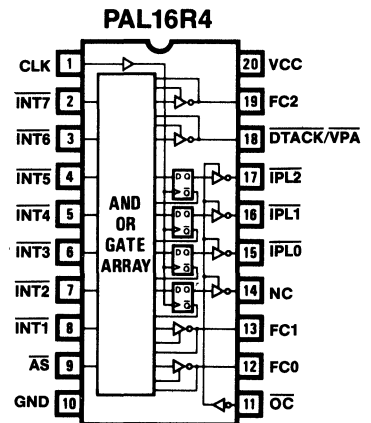 PAL16R4
CLK 1 20 VCC
INT7 2 19 FC2
INT6 3 18 DTACK/VPA
INT5 4 D Q 17 IPL2
INT4 5 D Q 16 IPL1
INT3 6 D Q 15 IPL0
INT2 7 D Q 14 NC
INT1 8 13 FC1
AS 9 12 FC0
GND 10 11 OC
AND
OR
GATE
ARRAY
Q
Q
Q
Q